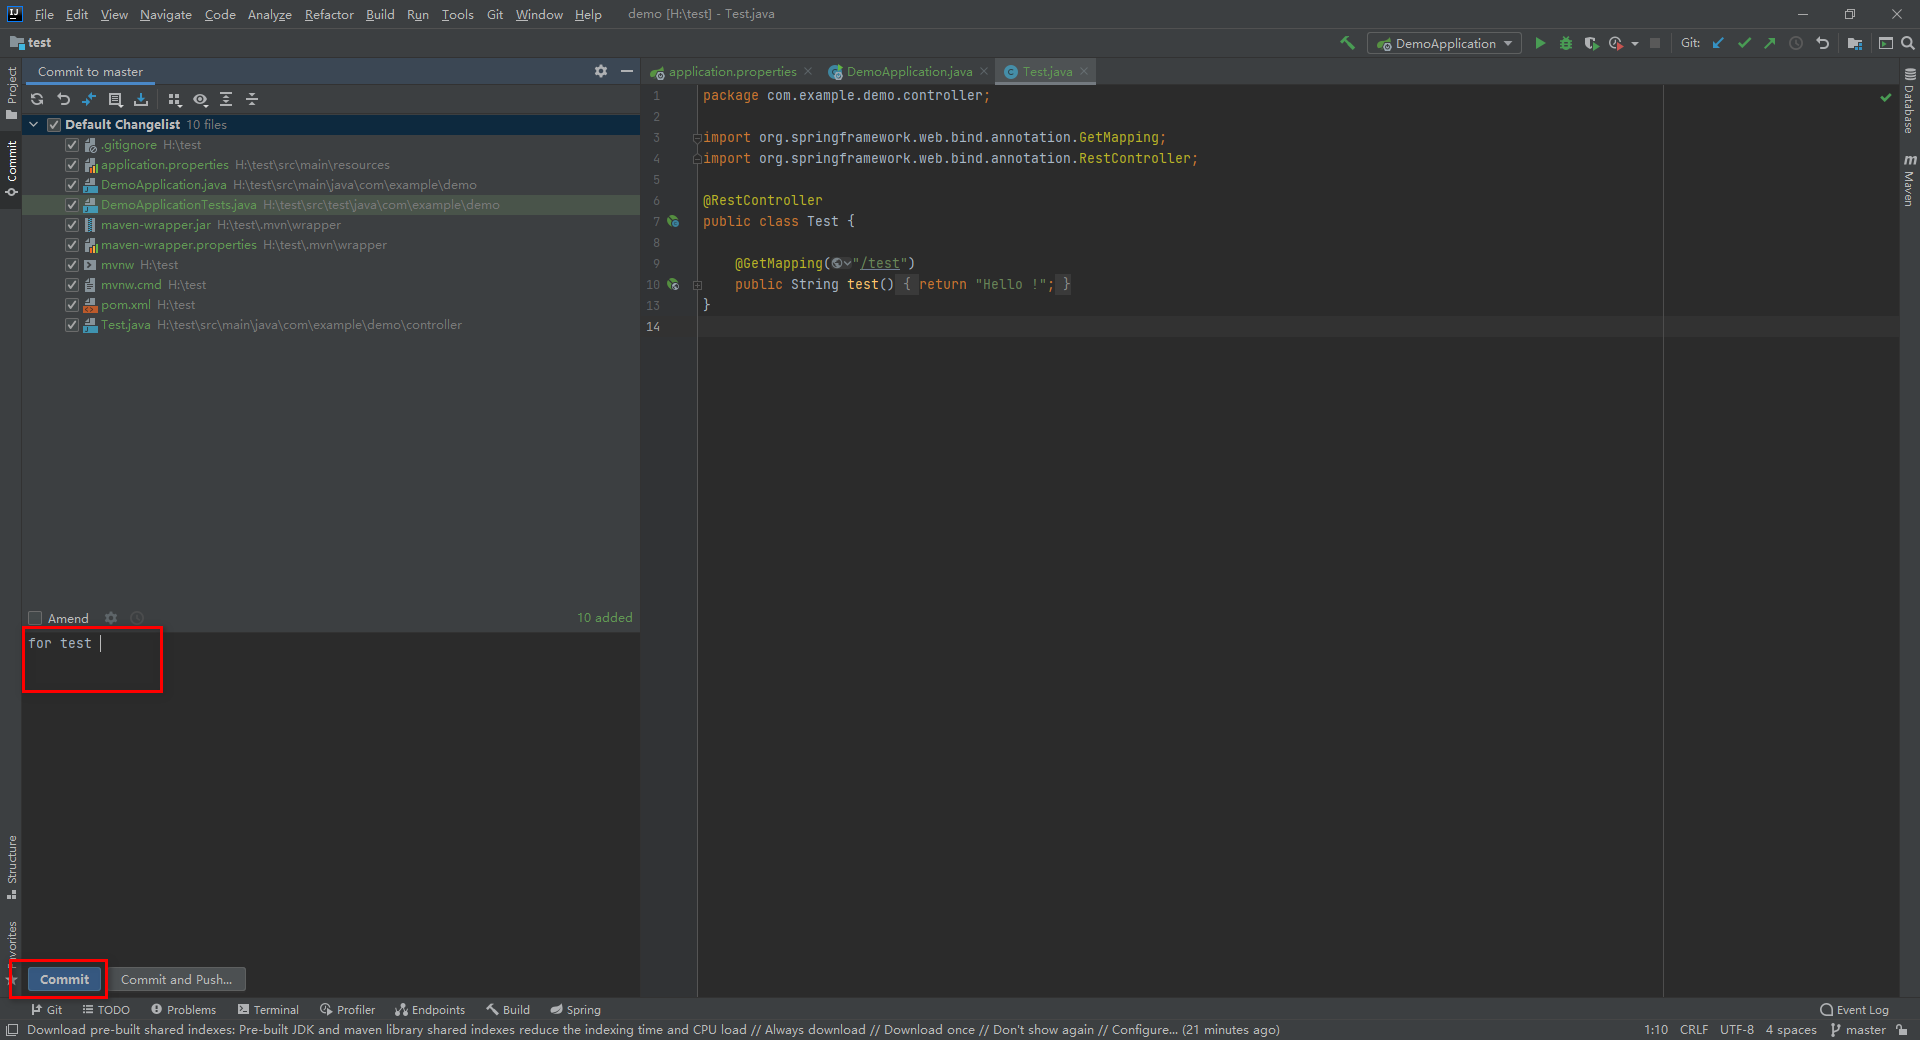 File Edit View Navigate Code Analyze Refactor Build Run Tools Git Window Help demo [H:\test] - Test.java
test
DemoApplication
Git:
Commit to master
application.properties
DemoApplication.java
Test.java
Project
Commit
Structure
Default Changelist 10 files
.gitignore H:\test
application.properties H:\test\src\main\resources
DemoApplication.java H:\test\src\main\java\com\example\demo
DemoApplicationTests.java H:\test\src\test\java\com\example\demo
maven-wrapper.jar H:\test\.mvn\wrapper
maven-wrapper.properties H:\test\.mvn\wrapper
mvnw H:\test
mvnw.cmd H:\test
pom.xml H:\test
Test.java H:\test\src\main\java\com\example\demo\controller
Amend
10 added
for test
Commit
Commit and Push...
1 package com.example.demo.controller;
2
3 import org.springframework.web.bind.annotation.GetMapping;
4 import org.springframework.web.bind.annotation.RestController;
5
6 @RestController
7 public class Test {
8
9 @GetMapping("/test")
10 public String test() { return "Hello !"; }
13 }
14
Database
m Maven
Git TODO Problems Terminal Profiler Endpoints Build Spring
Event Log
Download pre-built shared indexes: Pre-built JDK and maven library shared indexes reduce the indexing time and CPU load // Always download // Download once // Don't show again // Configure... (21 minutes ago)
1:10 CRLF UTF-8 4 spaces master